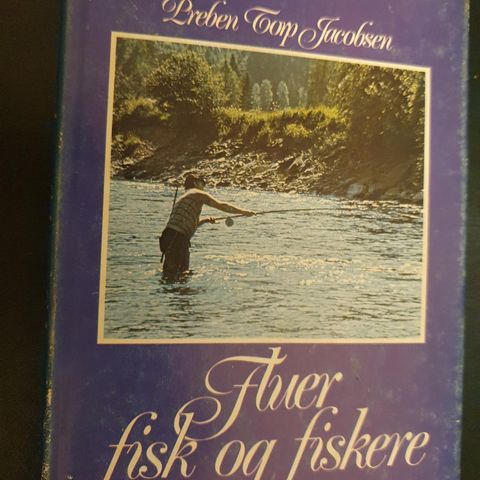 Preben Torp Jacobsen
Fluer
fisk og fiskere